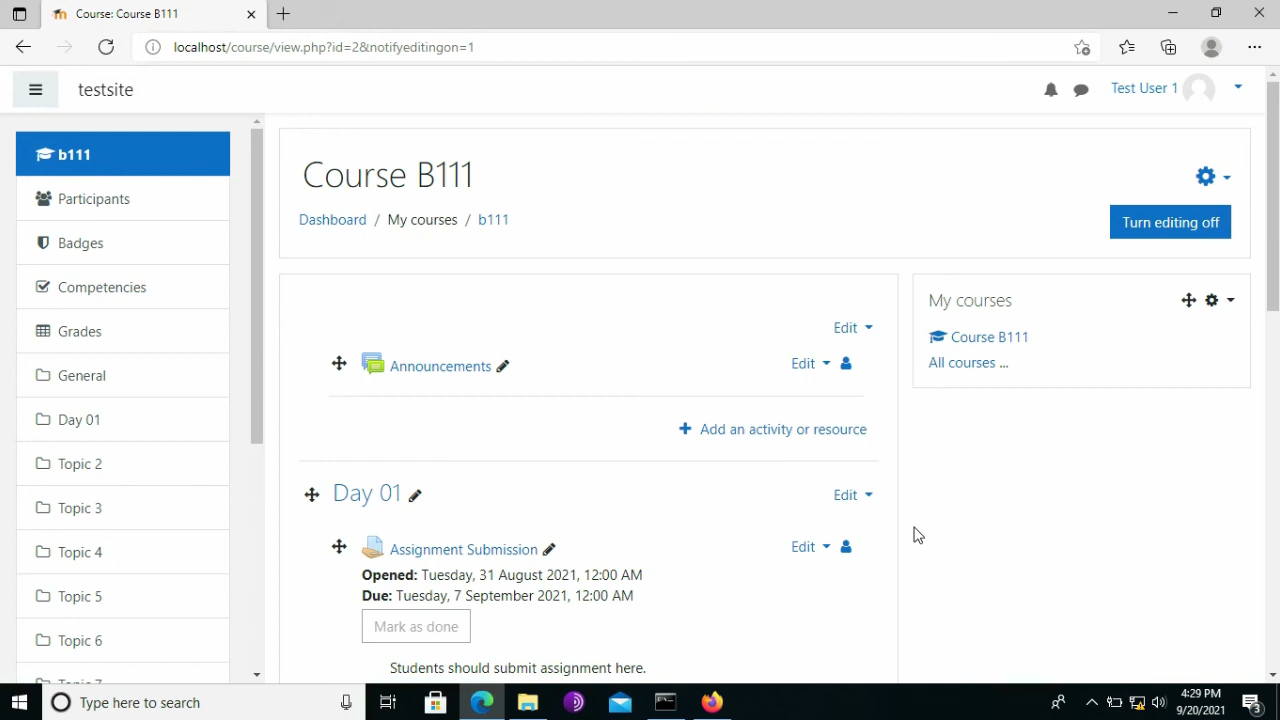 Course: Course B111
localhost/course/view.php?id=2&notifyeditingon=1
testsite
Test User 1
b111
Participants
Badges
Competencies
Grades
General
Day 01
Topic 2
Topic 3
Topic 4
Topic 5
Topic 6
Topic 7
Course B111
Dashboard / My courses / b111
Turn editing off
Edit
Announcements
Edit
Add an activity or resource
Day 01
Edit
Assignment Submission
Edit
Opened: Tuesday, 31 August 2021, 12:00 AM
Due: Tuesday, 7 September 2021, 12:00 AM
Mark as done
Students should submit assignment here.
My courses
Course B111
All courses ...
Type here to search
4:29 PM
9/20/2021
3